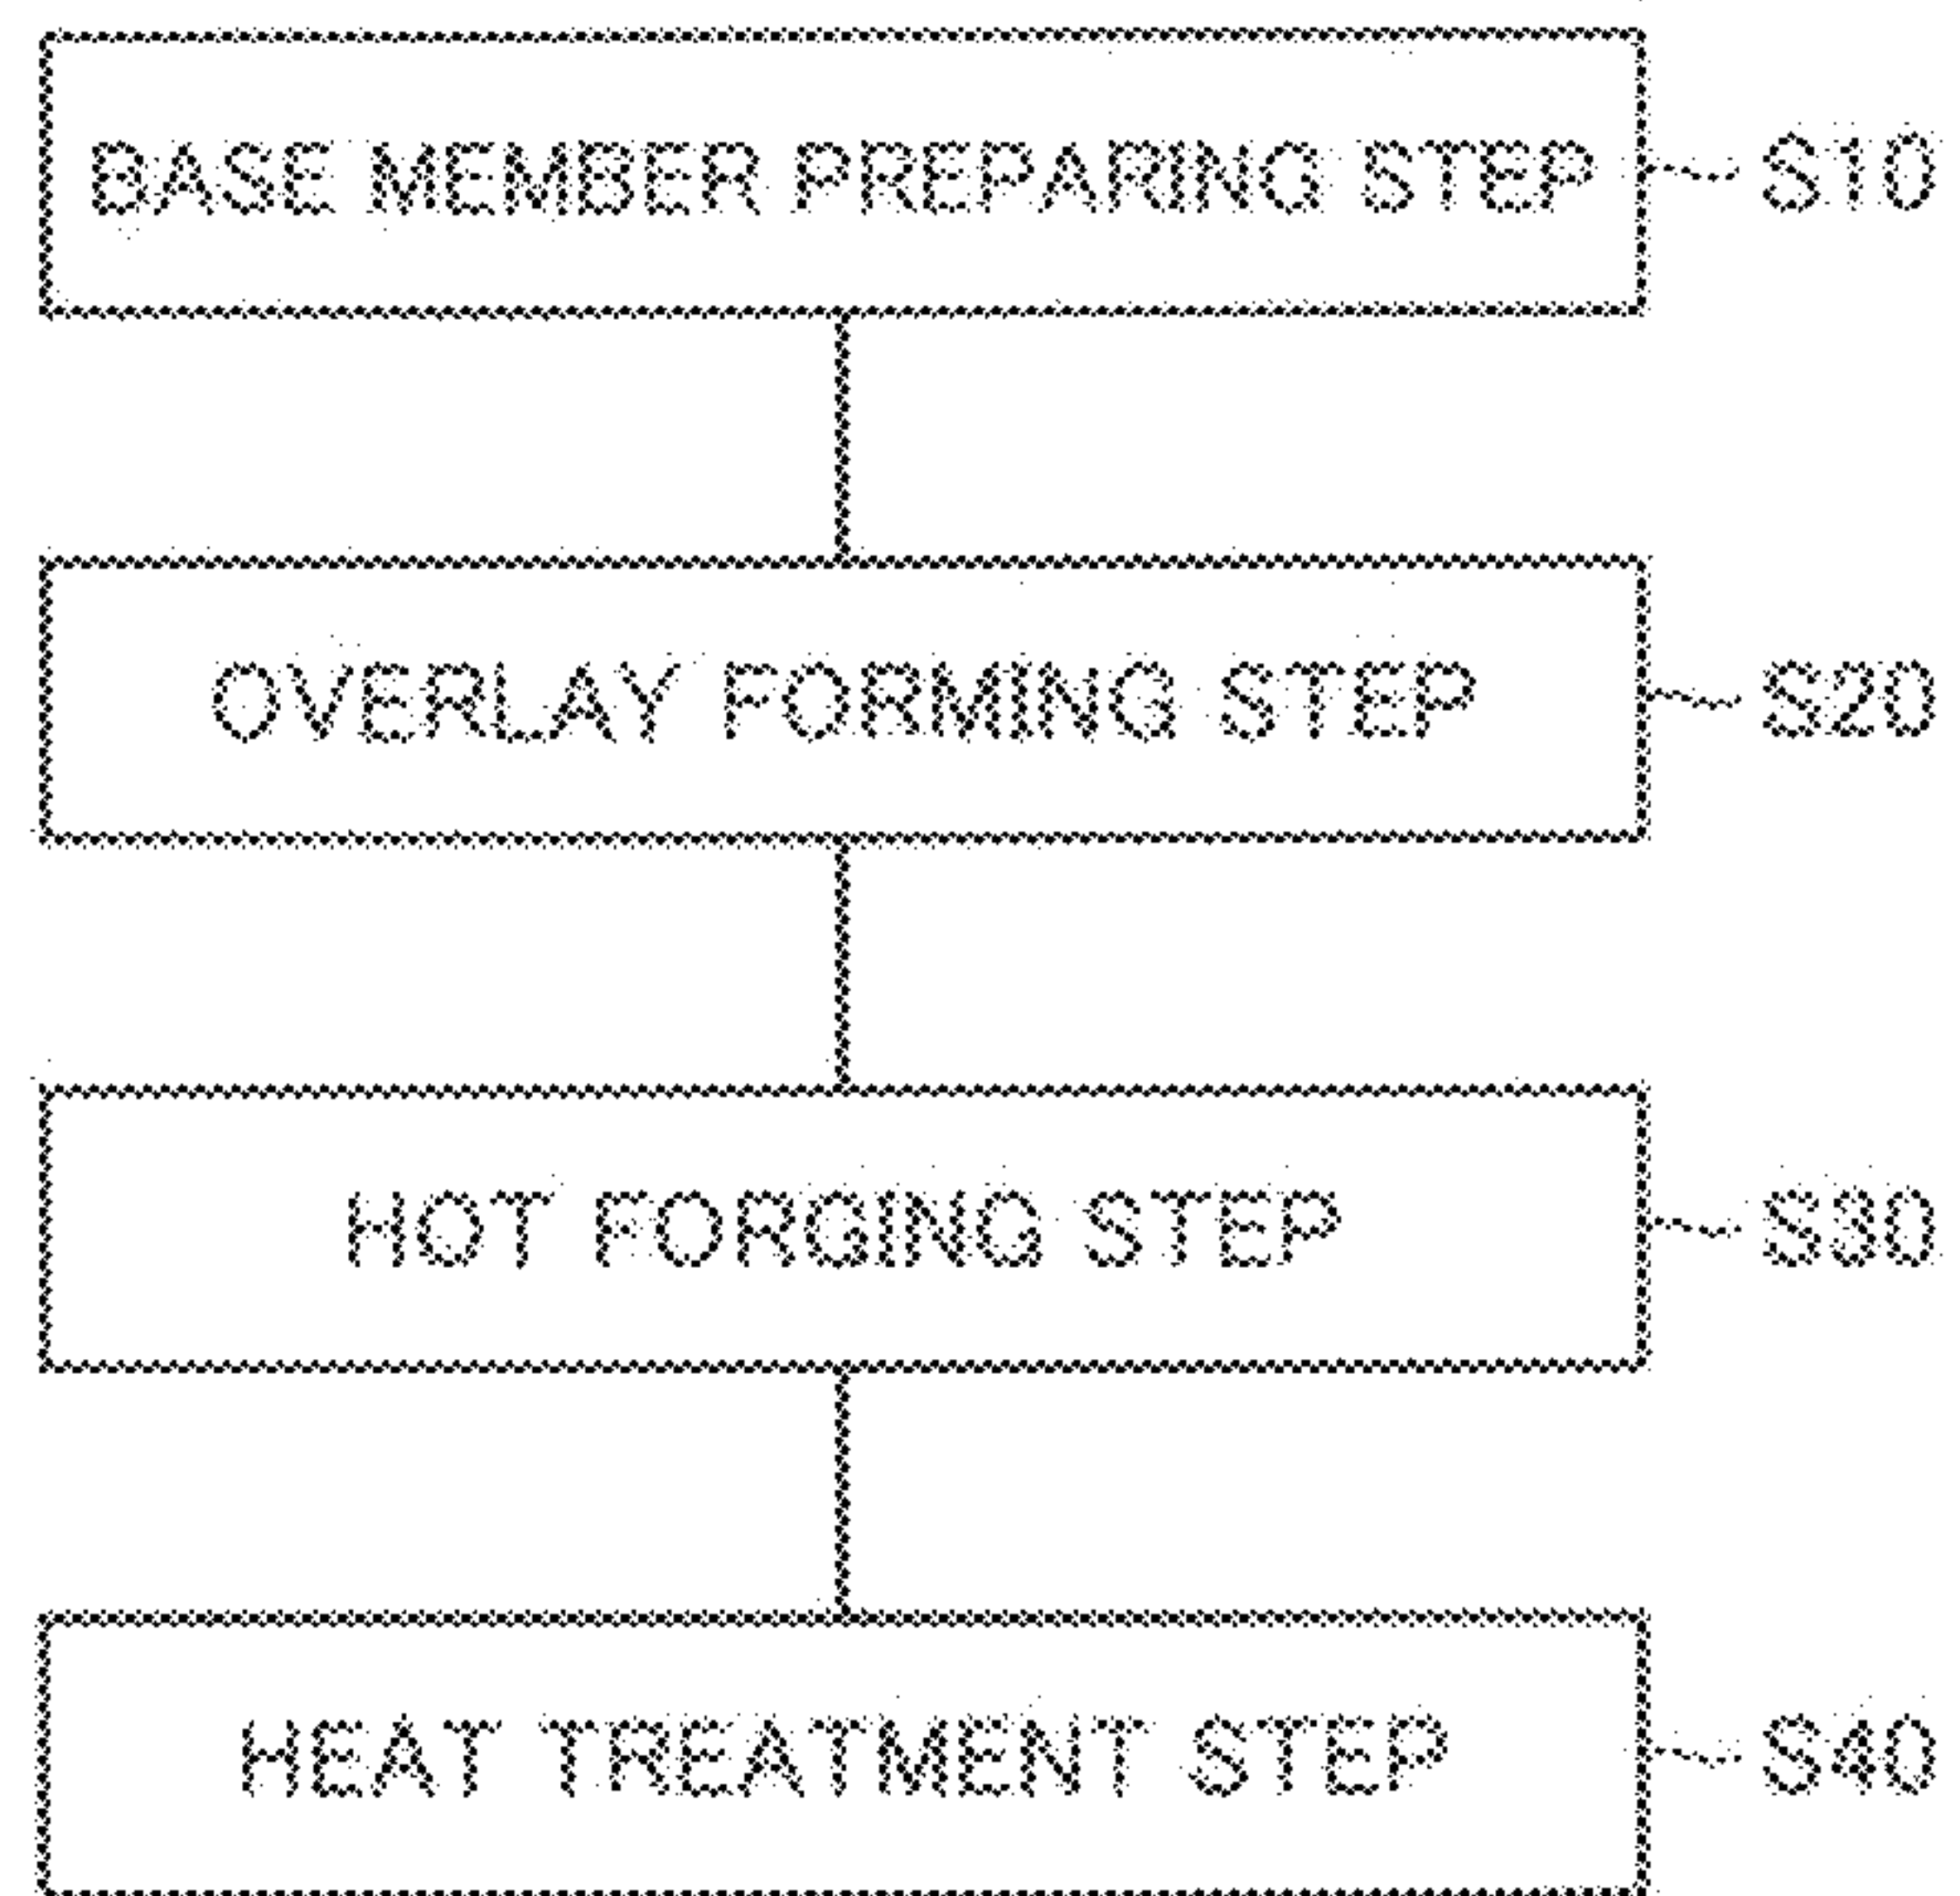 BASE MEMBER PREPARING STEP S10
OVERLAY FORMING STEP S20
HOT FORGING STEP S30
HEAT TREATMENT STEP S40